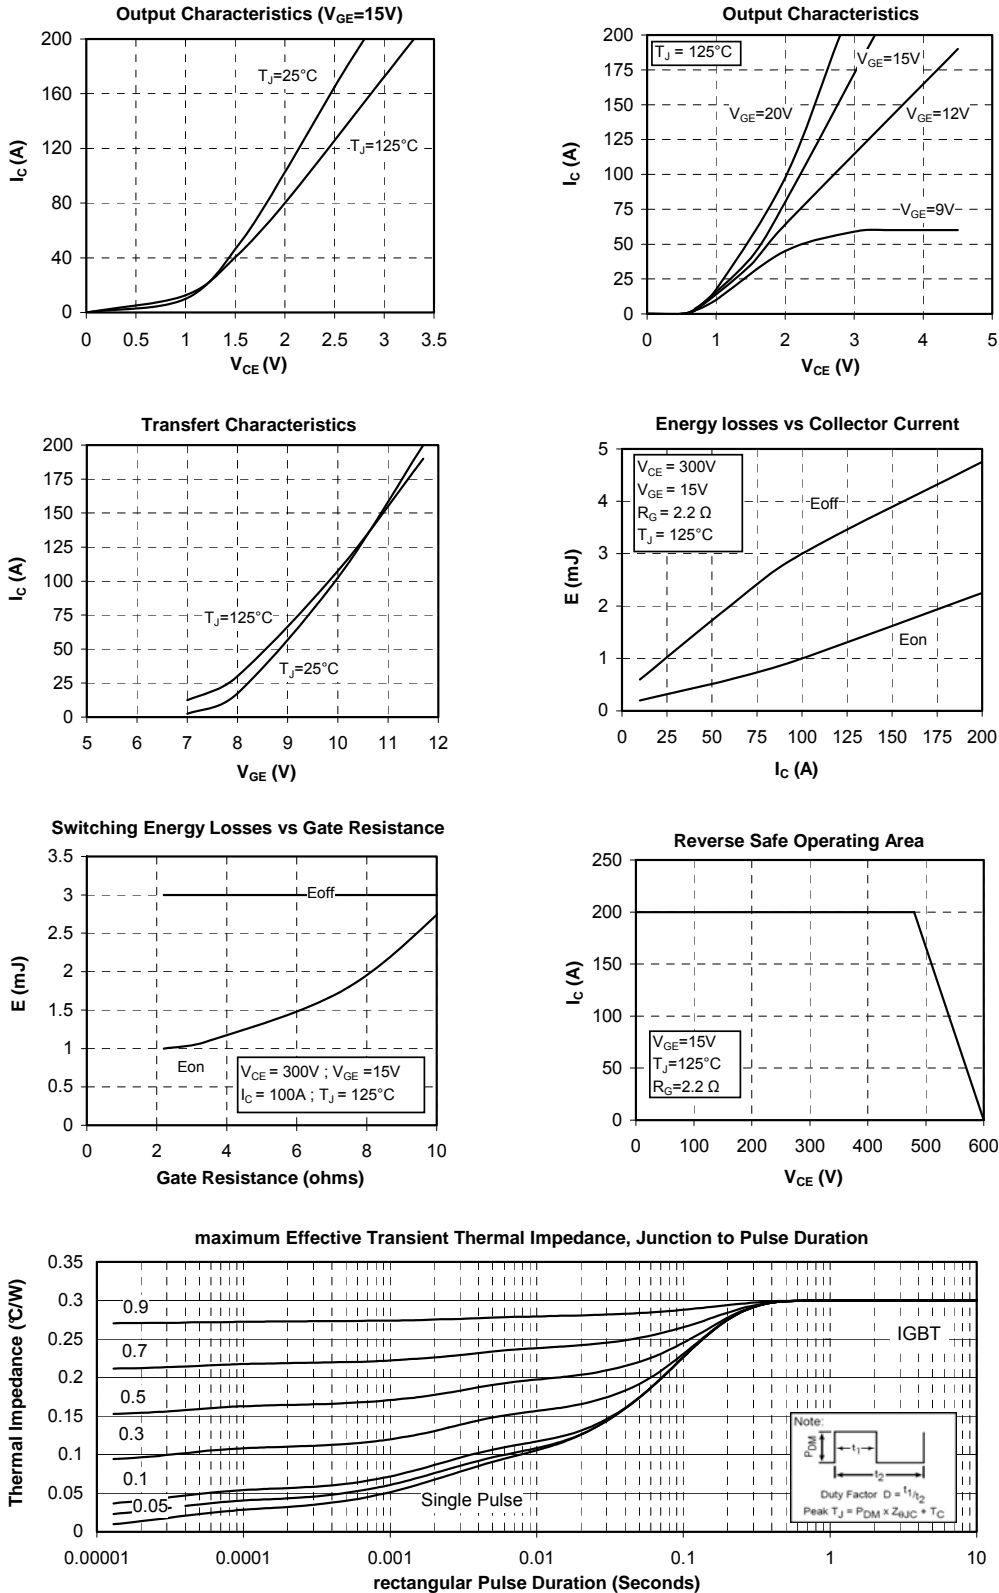 Output Characteristics (VGE=15V)
200
160
120
80
40
0
0 0.5 1 1.5 2 2.5 3 3.5
IC (A)
VCE (V)
TJ=25°C
TJ=125°C
Output Characteristics
200
175
150
125
100
75
50
25
0
0 1 2 3 4 5
IC (A)
VCE (V)
TJ = 125°C
VGE=15V
VGE=20V
VGE=12V
VGE=9V
Transfert Characteristics
200
175
150
125
100
75
50
25
0
5 6 7 8 9 10 11 12
IC (A)
VGE (V)
TJ=125°C
TJ=25°C
Energy losses vs Collector Current
5
4
3
2
1
0
0 25 50 75 100 125 150 175 200
E (mJ)
IC (A)
VCE = 300V
VGE = 15V
RG = 2.2 Ω
TJ = 125°C
Eoff
Eon
Switching Energy Losses vs Gate Resistance
3.5
3
2.5
2
1.5
1
0.5
0
0 2 4 6 8 10
E (mJ)
Gate Resistance (ohms)
Eoff
Eon
VCE = 300V ; VGE =15V
IC = 100A ; TJ = 125°C
Reverse Safe Operating Area
250
200
150
100
50
0
0 100 200 300 400 500 600
IC (A)
VCE (V)
VGE=15V
TJ=125°C
RG=2.2 Ω
maximum Effective Transient Thermal Impedance, Junction to Pulse Duration
0.35
0.3
0.25
0.2
0.15
0.1
0.05
0
0.00001 0.0001 0.001 0.01 0.1 1 10
Thermal Impedance (°C/W)
rectangular Pulse Duration (Seconds)
0.9
0.7
0.5
0.3
0.1
0.05
Single Pulse
IGBT
Note:
PDM
t1
t2
Duty Factor D = t1/t2
Peak TJ = PDM x ZθJC + TC